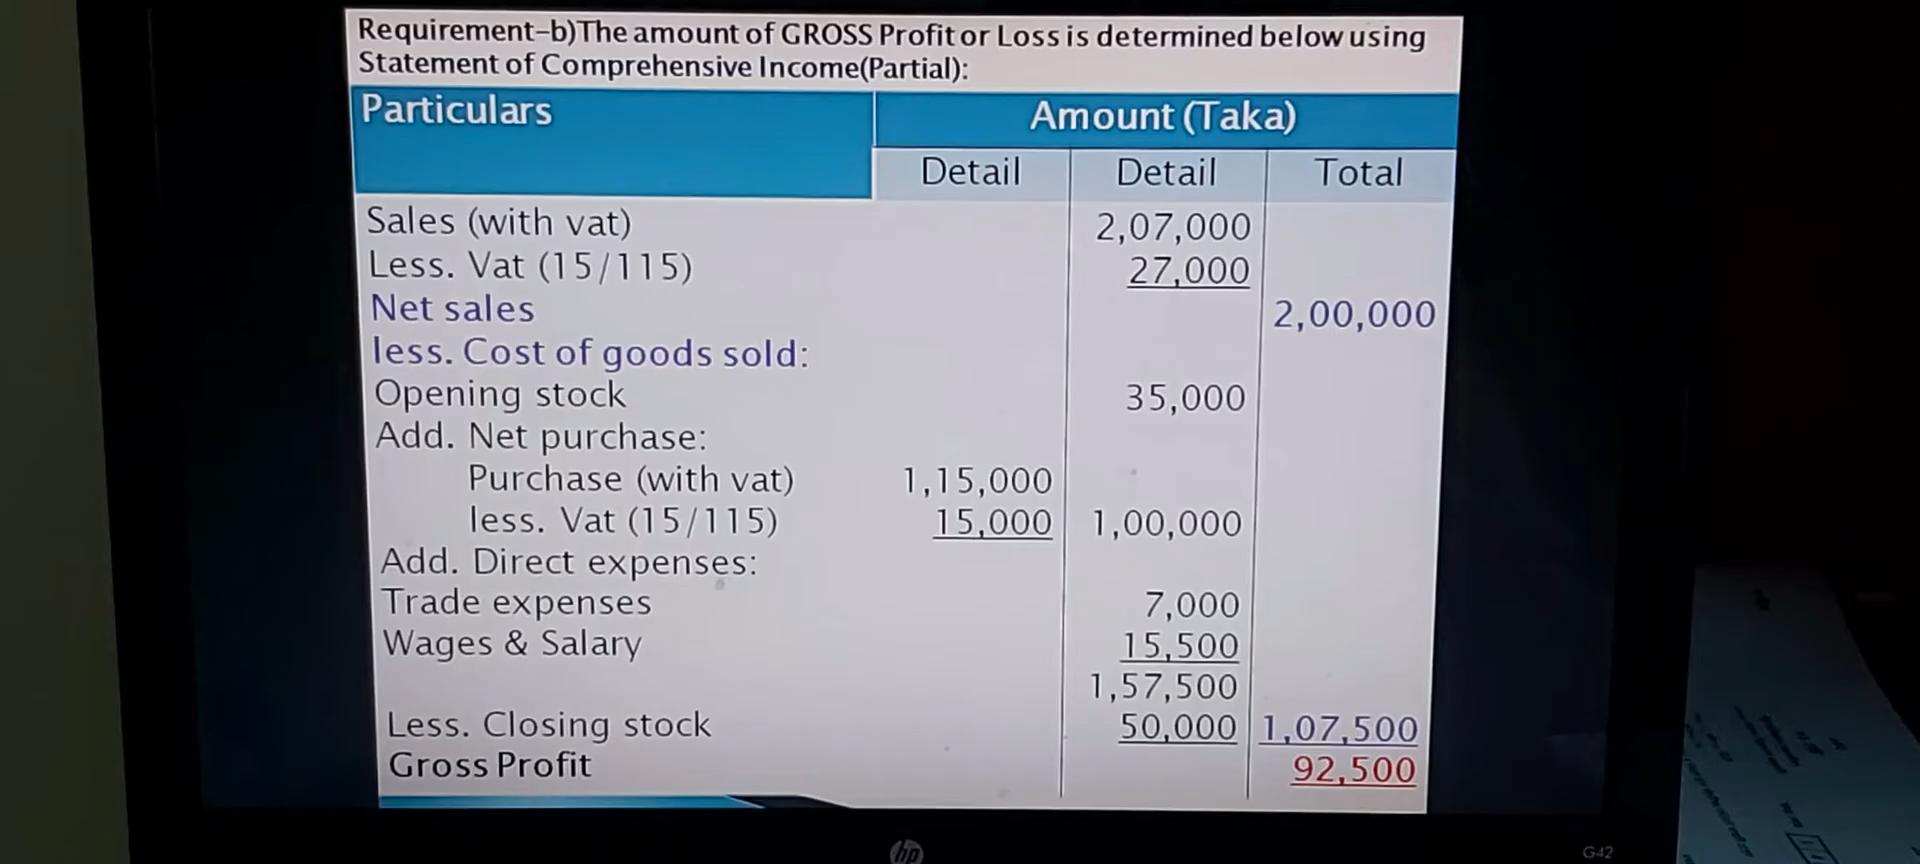 Requirement-b)The amount of GROSS Profit or Loss is determined below using
Statement of Comprehensive Income(Partial):
Particulars Amount (Taka)
Detail Detail Total
Sales (with vat) 2,07,000
Less. Vat (15/115) 27,000
Net sales 2,00,000
less. Cost of goods sold:
Opening stock 35,000
Add. Net purchase:
Purchase (with vat) 1,15,000
less. Vat (15/115) 15,000 1,00,000
Add. Direct expenses:
Trade expenses 7,000
Wages & Salary 15,500
1,57,500
Less. Closing stock 50,000 1,07,500
Gross Profit 92,500
hp
G42